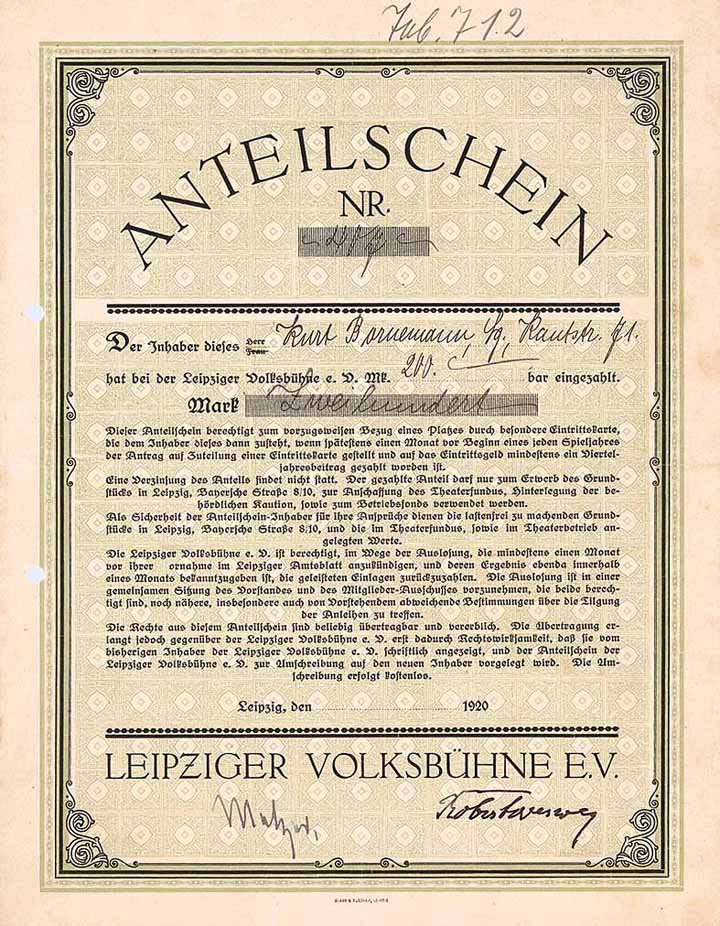 ANTEILSCHEIN
NR.
Der Inhaber dieses Herr Frau Kurt Bornemann, Lg., Kantstr. 71.
hat bei der Leipziger Volksbühne e. V. Mk. 200. bar eingezahlt.
Mark Zweihundert
Dieser Anteilschein berechtigt zum vorzugsweisen Bezug eines Platzes durch besondere Eintrittskarte,
die dem Inhaber dieses dann zusteht, wenn spätestens einen Monat vor Beginn eines jeden Spieljahres
der Antrag auf Zuteilung einer Eintrittskarte gestellt und auf das Eintrittsgeld mindestens ein Viertel-
jahresbeitrag gezahlt worden ist.
Eine Verzinsung des Anteils findet nicht statt. Der gezahlte Anteil darf nur zum Erwerb des Grund-
stücks in Leipzig, Bayersche Straße 8/10, zur Anschaffung des Theaterfundus, Hinterlegung der be-
hördlichen Kaution, sowie zum Betriebsfonds verwendet werden.
Als Sicherheit der Anteilschein-Inhaber für ihre Ansprüche dienen die lastenfrei zu machenden Grund-
stücke in Leipzig, Bayersche Straße 8/10, und die im Theaterfundus, sowie im Theaterbetrieb an-
gelegten Werte.
Die Leipziger Volksbühne e. V. ist berechtigt, im Wege der Auslosung, die mindestens einen Monat
vor ihrer ornahme im Leipziger Amtsblatt anzukündigen, und deren Ergebnis ebenda innerhalb
eines Monats bekanntzugeben ist, die geleisteten Einlagen zurückzuzahlen. Die Auslosung ist in einer
gemeinsamen Sitzung des Vorstandes und des Mitglieder-Ausschusses vorzunehmen, die beide berech-
tigt sind, noch nähere, insbesondere auch von Vorstehendem abweichende Bestimmungen über die Tilgung
der Anleihen zu treffen.
Die Rechte aus diesem Anteilschein sind beliebig übertragbar und vererblich. Die Übertragung er-
langt jedoch gegenüber der Leipziger Volksbühne e. V. erst dadurch Rechtswirksamkeit, daß sie vom
bisherigen Inhaber der Leipziger Volksbühne e. V. schriftlich angezeigt, und der Anteilschein der
Leipziger Volksbühne e. V. zur Umschreibung auf den neuen Inhaber vorgelegt wird. Die Um-
schreibung erfolgt kostenlos.
Leipzig, den 1920
LEIPZIGER VOLKSBÜHNE E.V.